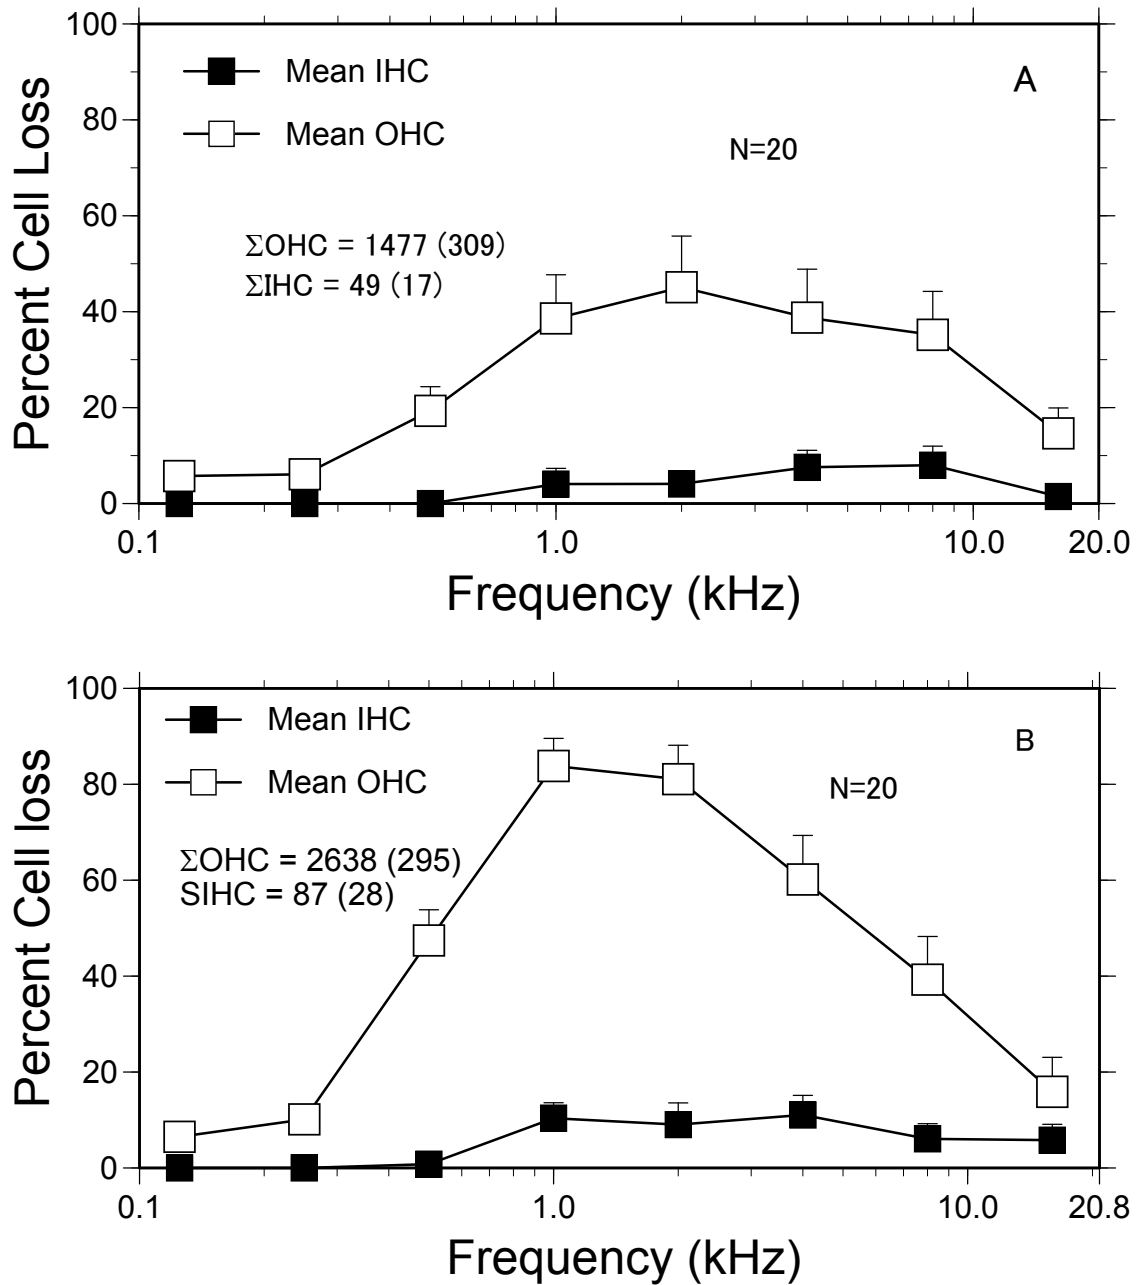 100
80
60
40
20
0
Percent Cell Loss
Mean IHC
Mean OHC
A
N=20
ΣOHC = 1477 (309)
ΣIHC = 49 (17)
0.1 1.0 10.0 20.0
Frequency (kHz)
100
80
60
40
20
0
Percent Cell loss
Mean IHC
Mean OHC
B
N=20
ΣOHC = 2638 (295)
SIHC = 87 (28)
0.1 1.0 10.0 20.8
Frequency (kHz)